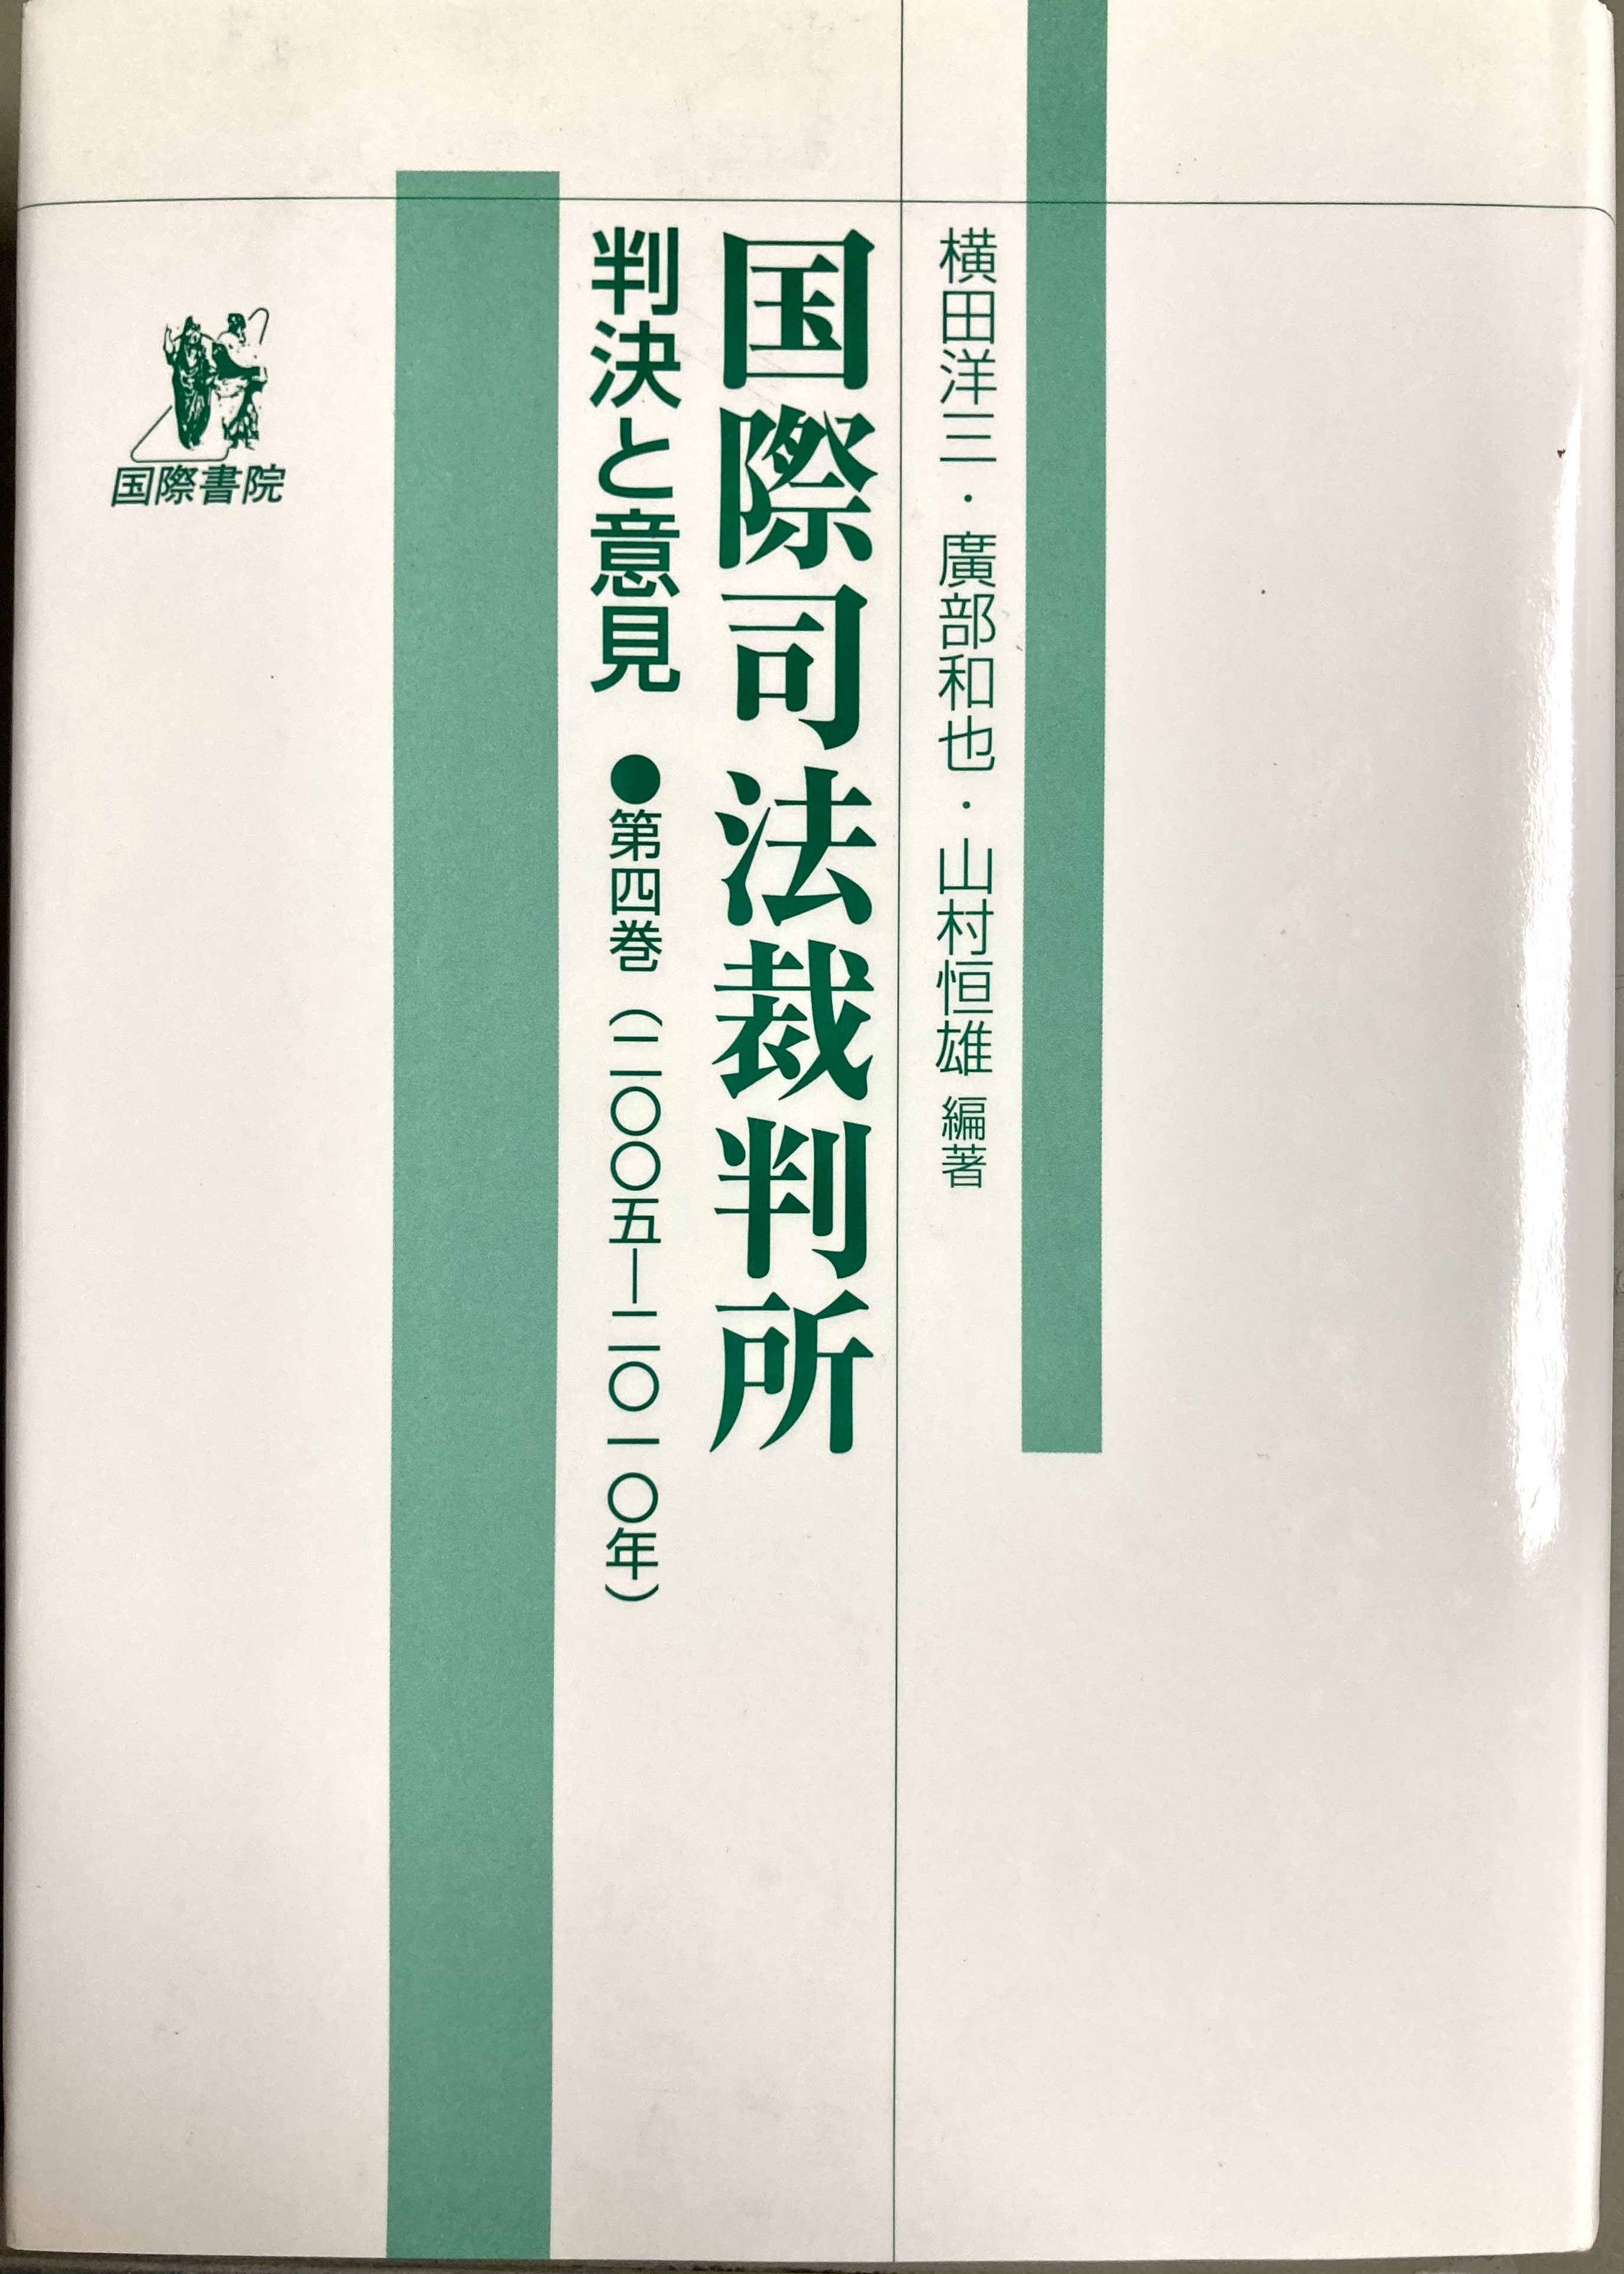 横田洋三・廣部和也・山村恒雄 編著
国際司法裁判所
判決と意見 ●第四巻（二〇〇五―二〇一〇年）
国際書院